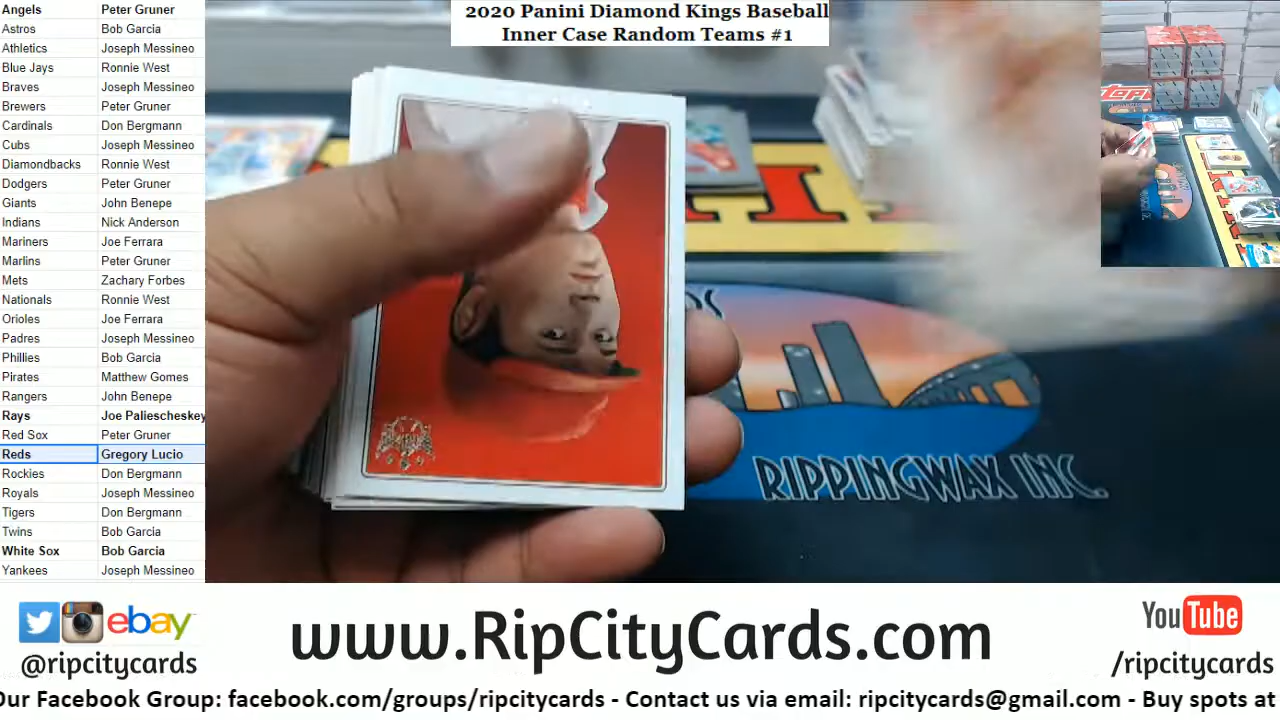 2020 Panini Diamond Kings Baseball
Inner Case Random Teams #1
Angels Peter Gruner
Astros Bob Garcia
Athletics Joseph Messineo
Blue Jays Ronnie West
Braves Joseph Messineo
Brewers Peter Gruner
Cardinals Don Bergmann
Cubs Joseph Messineo
Diamondbacks Ronnie West
Dodgers Peter Gruner
Giants John Benepe
Indians Nick Anderson
Mariners Joe Ferrara
Marlins Peter Gruner
Mets Zachary Forbes
Nationals Ronnie West
Orioles Joe Ferrara
Padres Joseph Messineo
Phillies Bob Garcia
Pirates Matthew Gomes
Rangers John Benepe
Rays Joe Paliescheskey
Red Sox Peter Gruner
Reds Gregory Lucio
Rockies Don Bergmann
Royals Joseph Messineo
Tigers Don Bergmann
Twins Bob Garcia
White Sox Bob Garcia
Yankees Joseph Messineo
RIPPINGWAX INC.
ebay
@ripcitycards
www.RipCityCards.com
YouTube
/ripcitycards
Our Facebook Group: facebook.com/groups/ripcitycards - Contact us via email: ripcitycards@gmail.com - Buy spots at